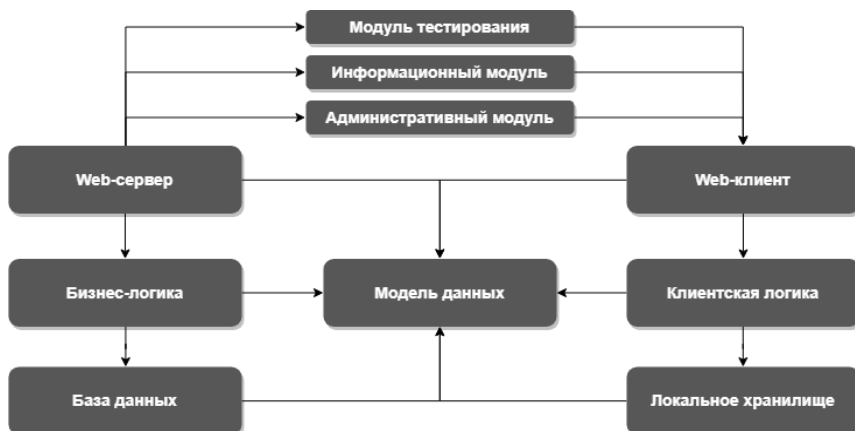 Модуль тестирования
Информационный модуль
Административный модуль
Web-сервер
Web-клиент
Бизнес-логика
Модель данных
Клиентская логика
База данных
Локальное хранилище